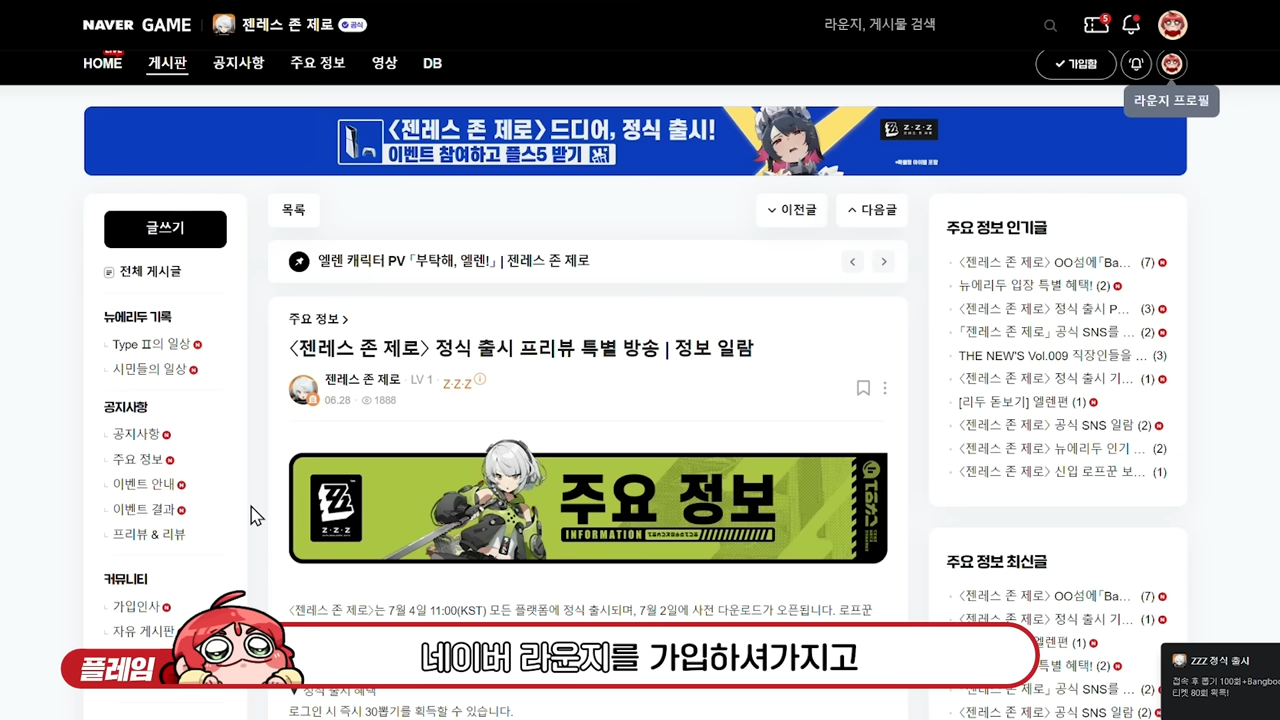 NAVER GAME 젠레스 존 제로 공식
라운지, 게시물 검색
5
LIVE
HOME 게시판 공지사항 주요 정보 영상 DB
가입함
라운지 프로필
〈젠레스 존 제로〉 드디어, 정식 출시!
이벤트 참여하고 플스5 받기
Z·Z·Z
글쓰기
전체 게시글
뉴에리두 기록
Type Ⅱ의 일상 N
시민들의 일상 N
공지사항
공지사항 N
주요 정보 N
이벤트 안내 N
이벤트 결과 N
프리뷰 & 리뷰
커뮤니티
가입인사 N
자유 게시판
목록
이전글
다음글
엘렌 캐릭터 PV 「부탁해, 엘렌!」 | 젠레스 존 제로
주요 정보 >
〈젠레스 존 제로〉 정식 출시 프리뷰 특별 방송 | 정보 일람
젠레스 존 제로 · LV 1 · Z·Z·Z
06.28 · 1888
Z·Z·Z
주요 정보
INFORMATION
〈젠레스 존 제로〉는 7월 4일 11:00(KST) 모든 플랫폼에 정식 출시되며, 7월 2일에 사전 다운로드가 오픈됩니다. 로프꾼
▼ 정식 출시 혜택
로그인 시 즉시 30뽑기를 획득할 수 있습니다.
주요 정보 인기글
〈젠레스 존 제로〉 OO섬에「Ba... (7) N
뉴에리두 입장 특별 혜택! (2) N
〈젠레스 존 제로〉 정식 출시 P... (3) N
「젠레스 존 제로」 공식 SNS를 ... (2) N
THE NEW'S Vol.009 직장인들을 ... (3)
〈젠레스 존 제로〉 정식 출시 기... (1) N
[리두 돋보기] 엘렌편 (1) N
〈젠레스 존 제로〉 공식 SNS 일람 (2) N
〈젠레스 존 제로〉 뉴에리두 인기 ... (2)
〈젠레스 존 제로〉 신입 로프꾼 보... (1)
주요 정보 최신글
〈젠레스 존 제로〉 OO섬에「Ba... (7) N
〈젠레스 존 제로〉 정식 출시 기... (1) N
엘렌편 (1) N
특별 혜택! (2) N
「젠레스 존 제로」 공식 SNS를 ... (2)
〈젠레스 존 제로〉 공식 SNS 일람 (2)
ZZZ 정식 출시
접속 후 뽑기 100회+Bangboo
티켓 80회 획득!
플레임
네이버 라운지를 가입하셔가지고